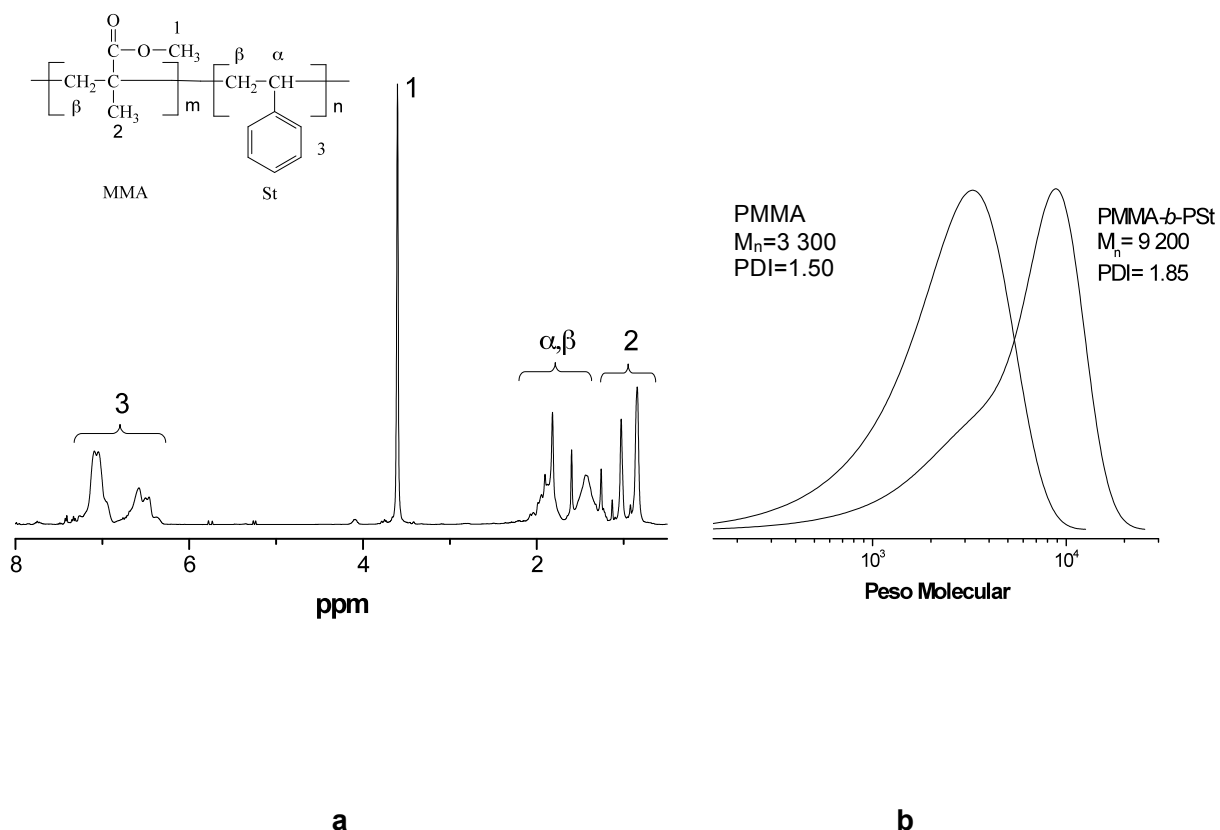 O
1
C
O
CH₃
β
α
CH₂
C
CH₂
CH
β
CH₃
m
n
2
3
MMA
St
1
α,β
2
3
8
6
4
2
ppm
PMMA
Mₙ=3 300
PDI=1.50
PMMA-b-PSt
Mₙ= 9 200
PDI= 1.85
10³
10⁴
Peso Molecular
a
b